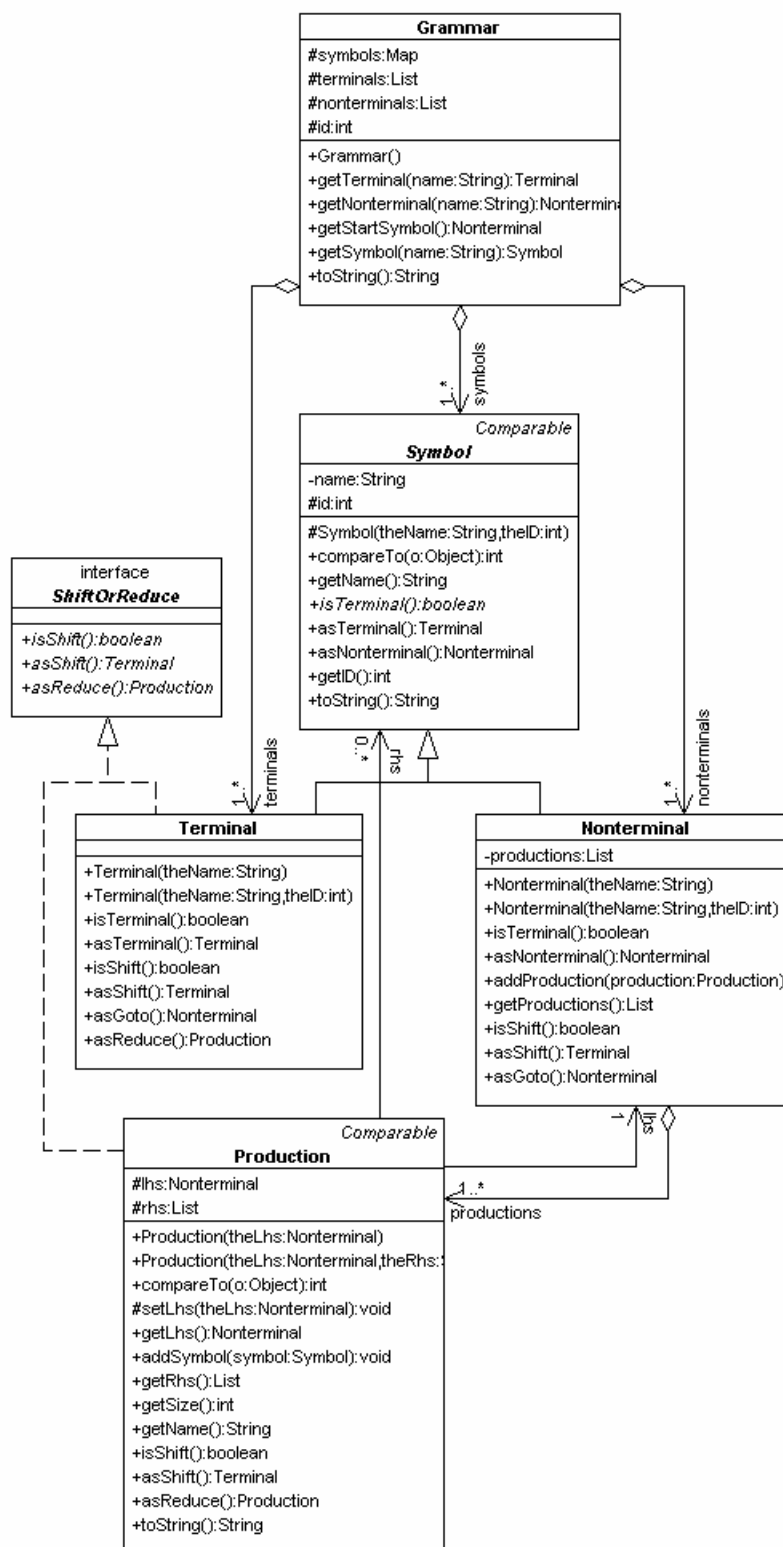 Grammar
#symbols:Map
#terminals:List
#nonterminals:List
#id:int
+Grammar()
+getTerminal(name:String):Terminal
+getNonterminal(name:String):Nontermina
+getStartSymbol():Nonterminal
+getSymbol(name:String):Symbol
+toString():String
symbols
1..*
Comparable
Symbol
-name:String
#id:int
#Symbol(theName:String,theID:int)
+compareTo(o:Object):int
+getName():String
+isTerminal():boolean
+asTerminal():Terminal
+asNonterminal():Nonterminal
+getID():int
+toString():String
interface
ShiftOrReduce
+isShift():boolean
+asShift():Terminal
+asReduce():Production
0..*
rhs
1..*
terminals
1..*
nonterminals
Terminal
+Terminal(theName:String)
+Terminal(theName:String,theID:int)
+isTerminal():boolean
+asTerminal():Terminal
+isShift():boolean
+asShift():Terminal
+asGoto():Nonterminal
+asReduce():Production
Nonterminal
-productions:List
+Nonterminal(theName:String)
+Nonterminal(theName:String,theID:int)
+isTerminal():boolean
+asNonterminal():Nonterminal
+addProduction(production:Production)
+getProductions():List
+isShift():boolean
+asShift():Terminal
+asGoto():Nonterminal
1
lhs
1..*
productions
Comparable
Production
#lhs:Nonterminal
#rhs:List
+Production(theLhs:Nonterminal)
+Production(theLhs:Nonterminal,theRhs:
+compareTo(o:Object):int
#setLhs(theLhs:Nonterminal):void
+getLhs():Nonterminal
+addSymbol(symbol:Symbol):void
+getRhs():List
+getSize():int
+getName():String
+isShift():boolean
+asShift():Terminal
+asReduce():Production
+toString():String